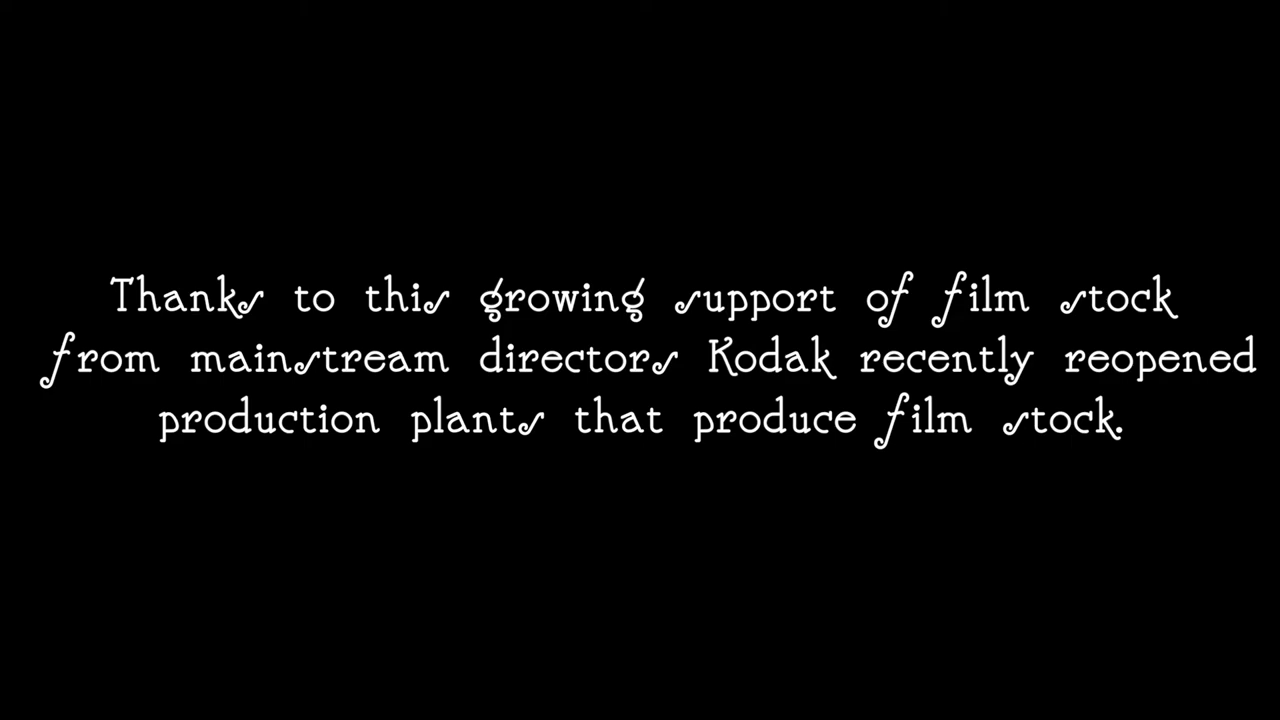 Thanks to this growing support of film stock
from mainstream directors Kodak recently reopened
production plants that produce film stock.